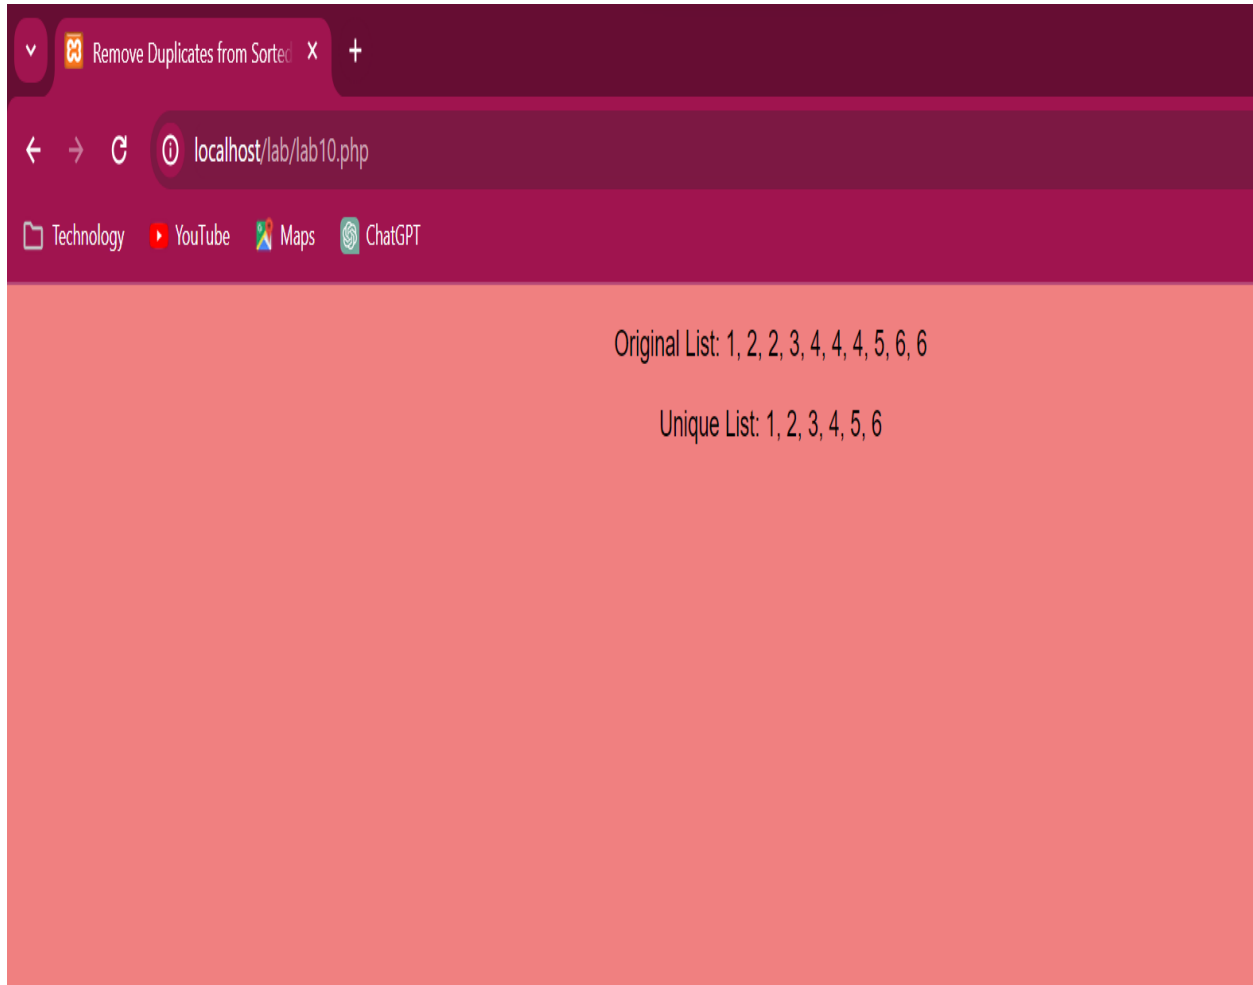 Remove Duplicates from Sorted
localhost/lab/lab10.php
Technology YouTube Maps ChatGPT
Original List: 1, 2, 2, 3, 4, 4, 4, 5, 6, 6
Unique List: 1, 2, 3, 4, 5, 6